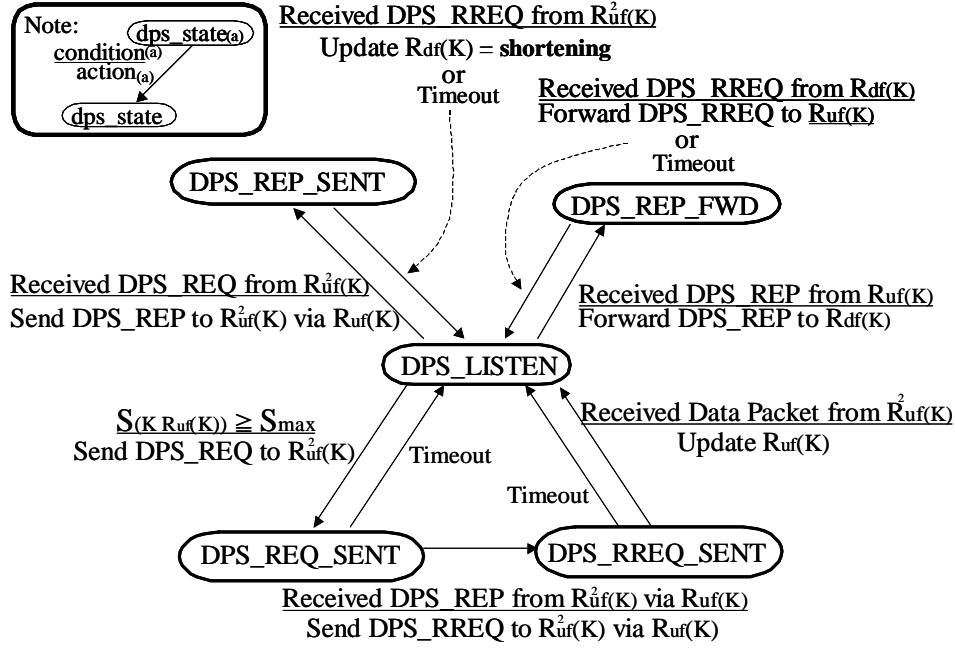 Note:
dps_state(a)
condition(a)
action(a)
dps_state
Received DPS_RREQ from R²uf(K)
Update Rdf(K) = shortening
or
Timeout
Received DPS_RREQ from Rdf(K)
Forward DPS_RREQ to Ruf(K)
or
Timeout
DPS_REP_SENT
DPS_REP_FWD
Received DPS_REQ from R²uf(K)
Send DPS_REP to R²uf(K) via Ruf(K)
Received DPS_REP from Ruf(K)
Forward DPS_REP to Rdf(K)
DPS_LISTEN
S(K Ruf(K)) ≧ Smax
Send DPS_REQ to R²uf(K)
Timeout
Received Data Packet from R²uf(K)
Update Ruf(K)
Timeout
DPS_REQ_SENT
DPS_RREQ_SENT
Received DPS_REP from R²uf(K) via Ruf(K)
Send DPS_RREQ to R²uf(K) via Ruf(K)